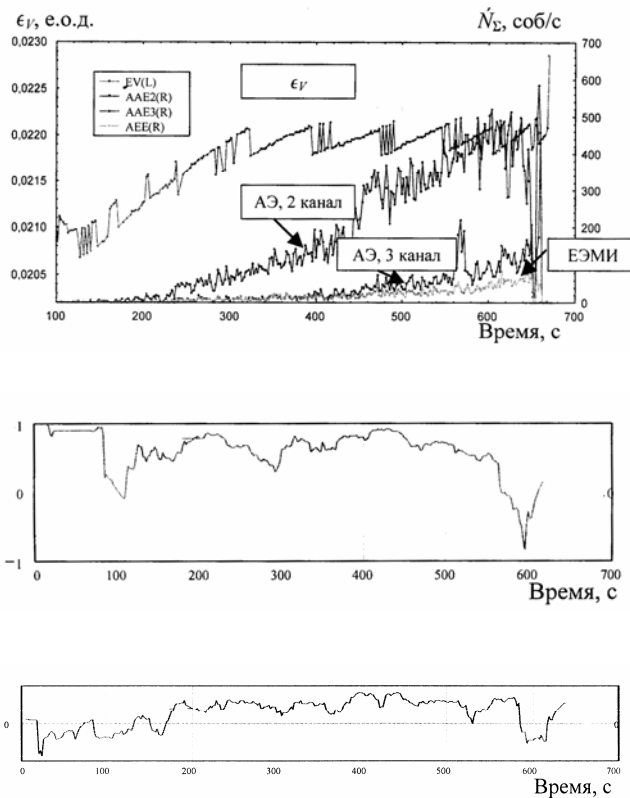 ϵV, е.о.д.
ŃΣ, соб/с
0,0230
0,0225
0,0220
0,0215
0,0210
0,0205
700
600
500
400
300
200
100
0
EV(L)
AAE2(R)
AAE3(R)
AEE(R)
ϵV
АЭ, 2 канал
АЭ, 3 канал
ЕЭМИ
100 200 300 400 500 600 700
Время, с
1
0
−1
0
0 100 200 300 400 500 600 700
Время, с
0
0
0 100 200 300 400 500 600 700
Время, с